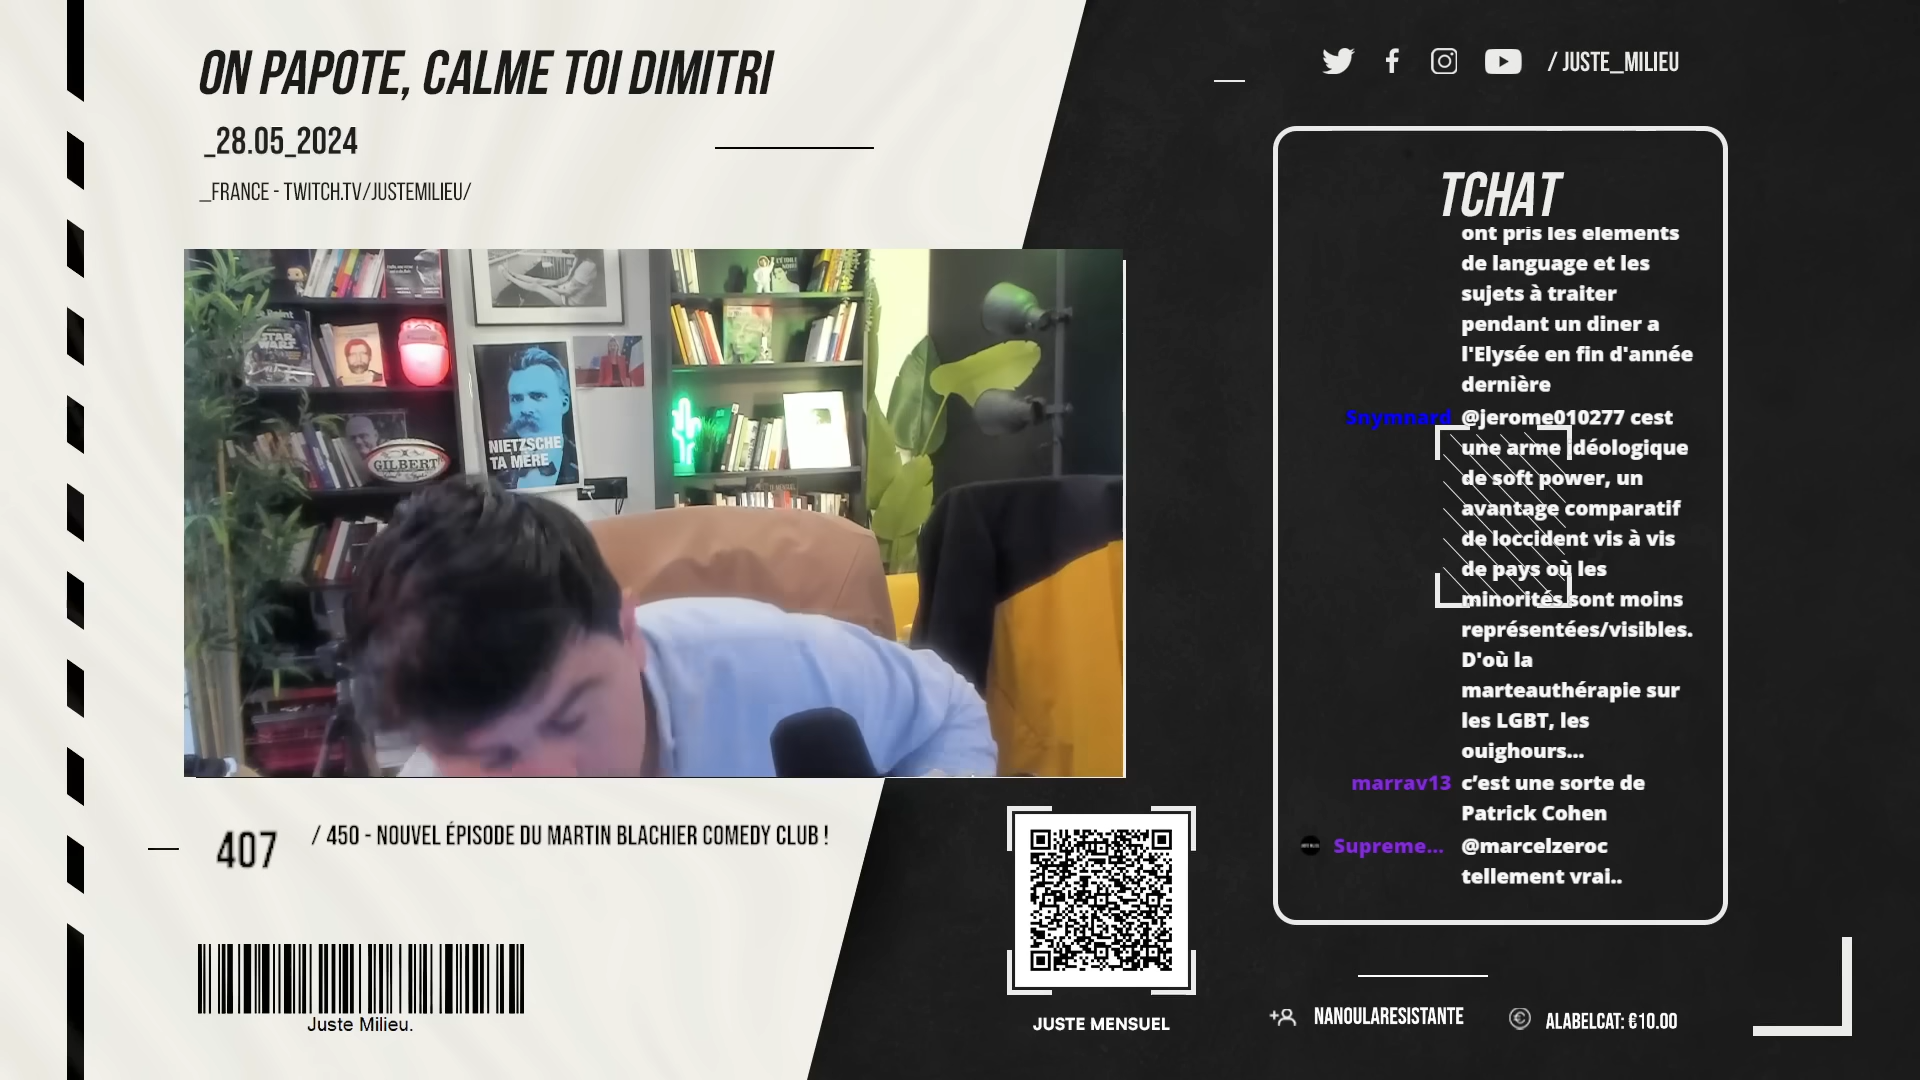 ON PAPOTE, CALME TOI DIMITRI
_28.05_2024
_FRANCE - TWITCH.TV/JUSTEMILIEU/
/ JUSTE_MILIEU
TCHAT
ont pris les elements
de language et les
sujets à traiter
pendant un diner a
l'Elysée en fin d'année
dernière
Snymnard @jerome010277 cest
une arme idéologique
de soft power, un
avantage comparatif
de loccident vis à vis
de pays où les
minorités sont moins
représentées/visibles.
D'où la
marteauthérapie sur
les LGBT, les
ouighours...
marrav13 c’est une sorte de
Patrick Cohen
Supreme... @marcelzeroc
tellement vrai..
STAR
WARS
GILBERT
NIETZSCHE
TA MÈRE
407 / 450 - NOUVEL ÉPISODE DU MARTIN BLACHIER COMEDY CLUB !
Juste Milieu.
JUSTE MENSUEL
NANOULARESISTANTE
ALABELCAT: €10.00